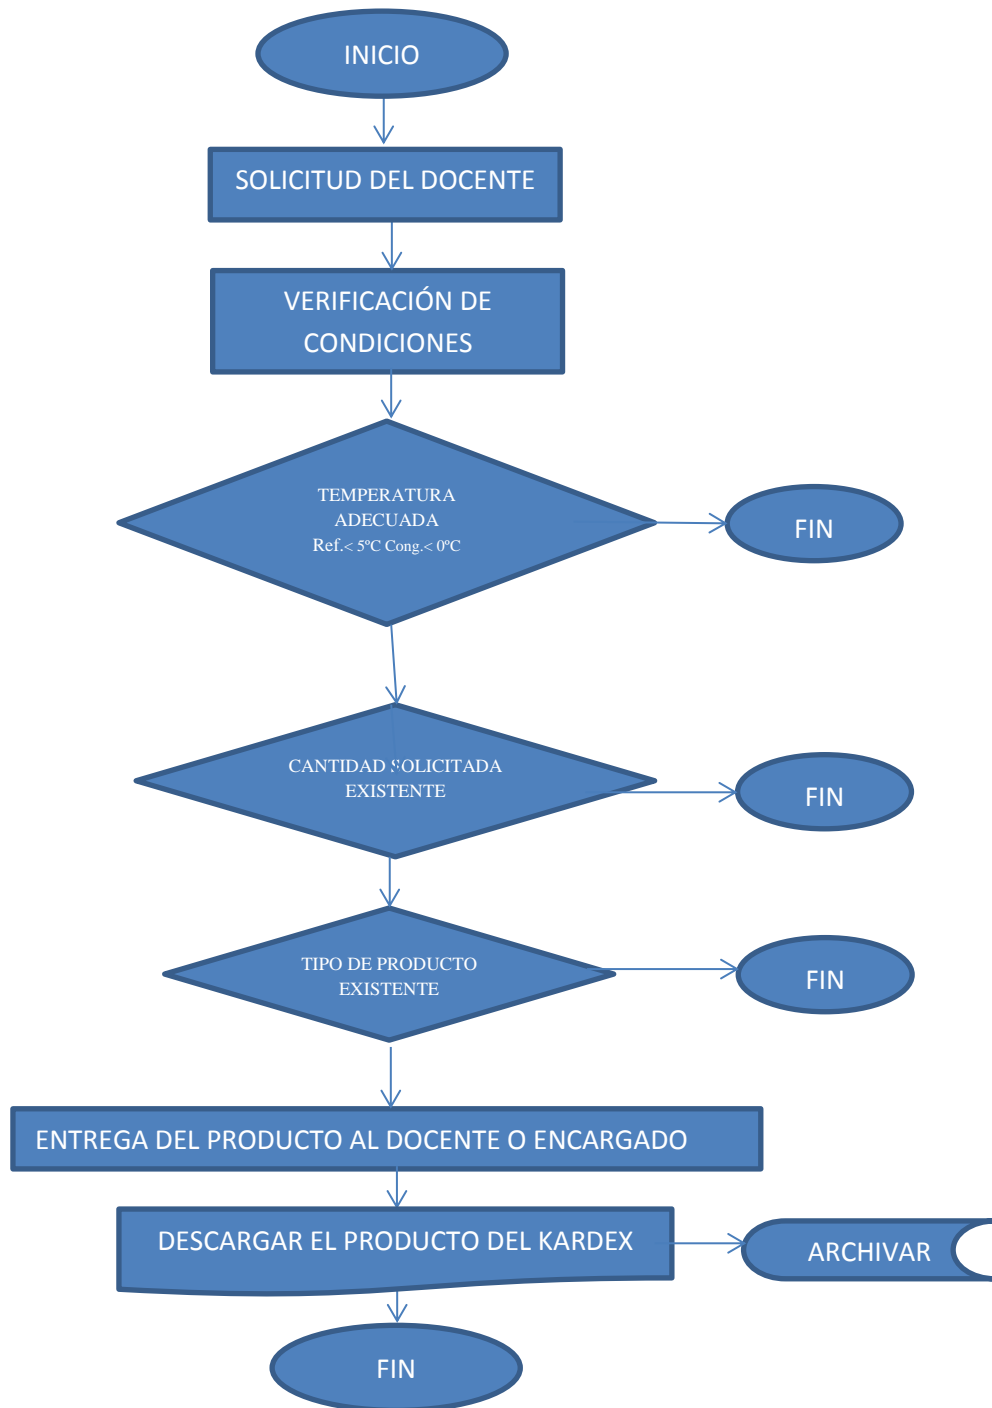 INICIO
SOLICITUD DEL DOCENTE
VERIFICACIÓN DE
CONDICIONES
TEMPERATURA
ADECUADA
Ref.< 5ºC Cong.< 0ºC
FIN
CANTIDAD SOLICITADA
EXISTENTE
FIN
TIPO DE PRODUCTO
EXISTENTE
FIN
ENTREGA DEL PRODUCTO AL DOCENTE O ENCARGADO
DESCARGAR EL PRODUCTO DEL KARDEX
ARCHIVAR
FIN